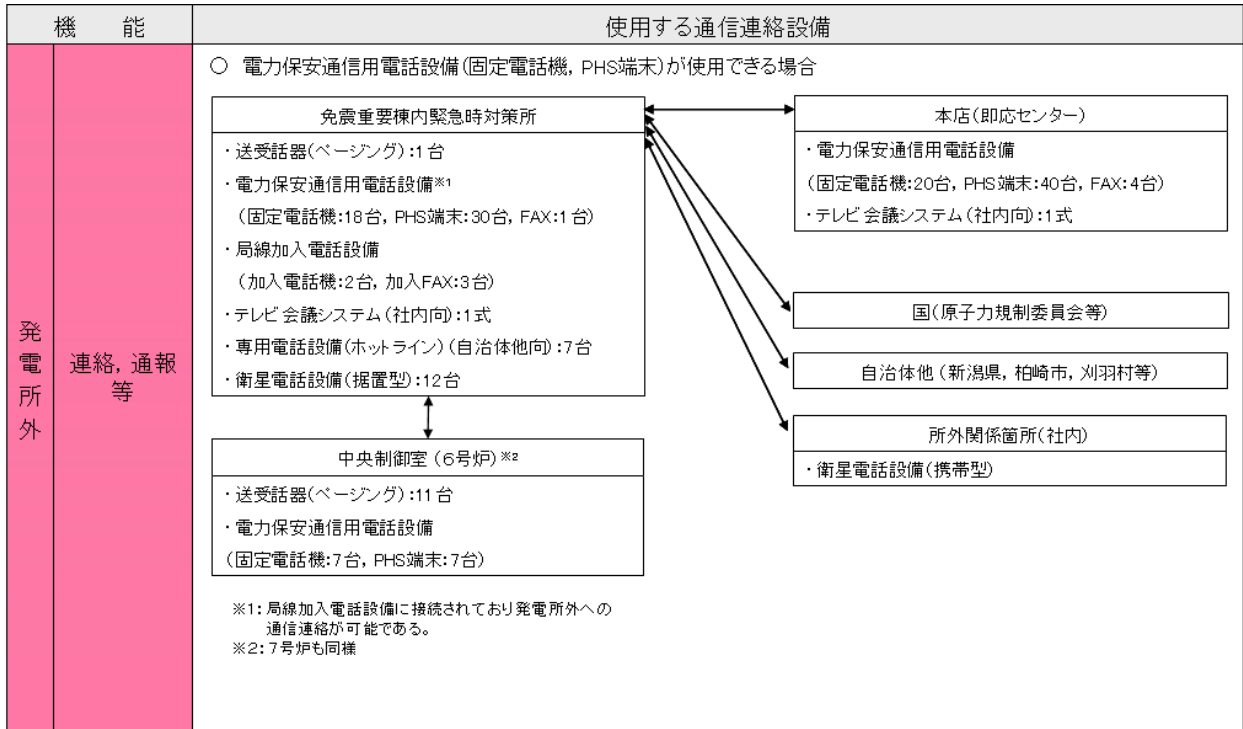 機　能
使用する通信連絡設備
発電所外
連絡, 通報
等
○ 電力保安通信用電話設備(固定電話機, PHS端末)が使用できる場合
免震重要棟内緊急時対策所
・送受話器(ページング):1台
・電力保安通信用電話設備※1
(固定電話機:18台, PHS端末:30台, FAX:1台)
・局線加入電話設備
(加入電話機:2台, 加入FAX:3台)
・テレビ会議システム(社内向):1式
・専用電話設備(ホットライン)(自治体他向):7台
・衛星電話設備(据置型):12台
中央制御室(6号炉)※2
・送受話器(ページング):11台
・電力保安通信用電話設備
(固定電話機:7台, PHS端末:7台)
※1:局線加入電話設備に接続されており発電所外への
通信連絡が可能である。
※2:7号炉も同様
本店(即応センター)
・電力保安通信用電話設備
(固定電話機:20台, PHS端末:40台, FAX:4台)
・テレビ会議システム(社内向):1式
国(原子力規制委員会等)
自治体他(新潟県, 柏崎市, 刈羽村等)
所外関係箇所(社内)
・衛星電話設備(携帯型)